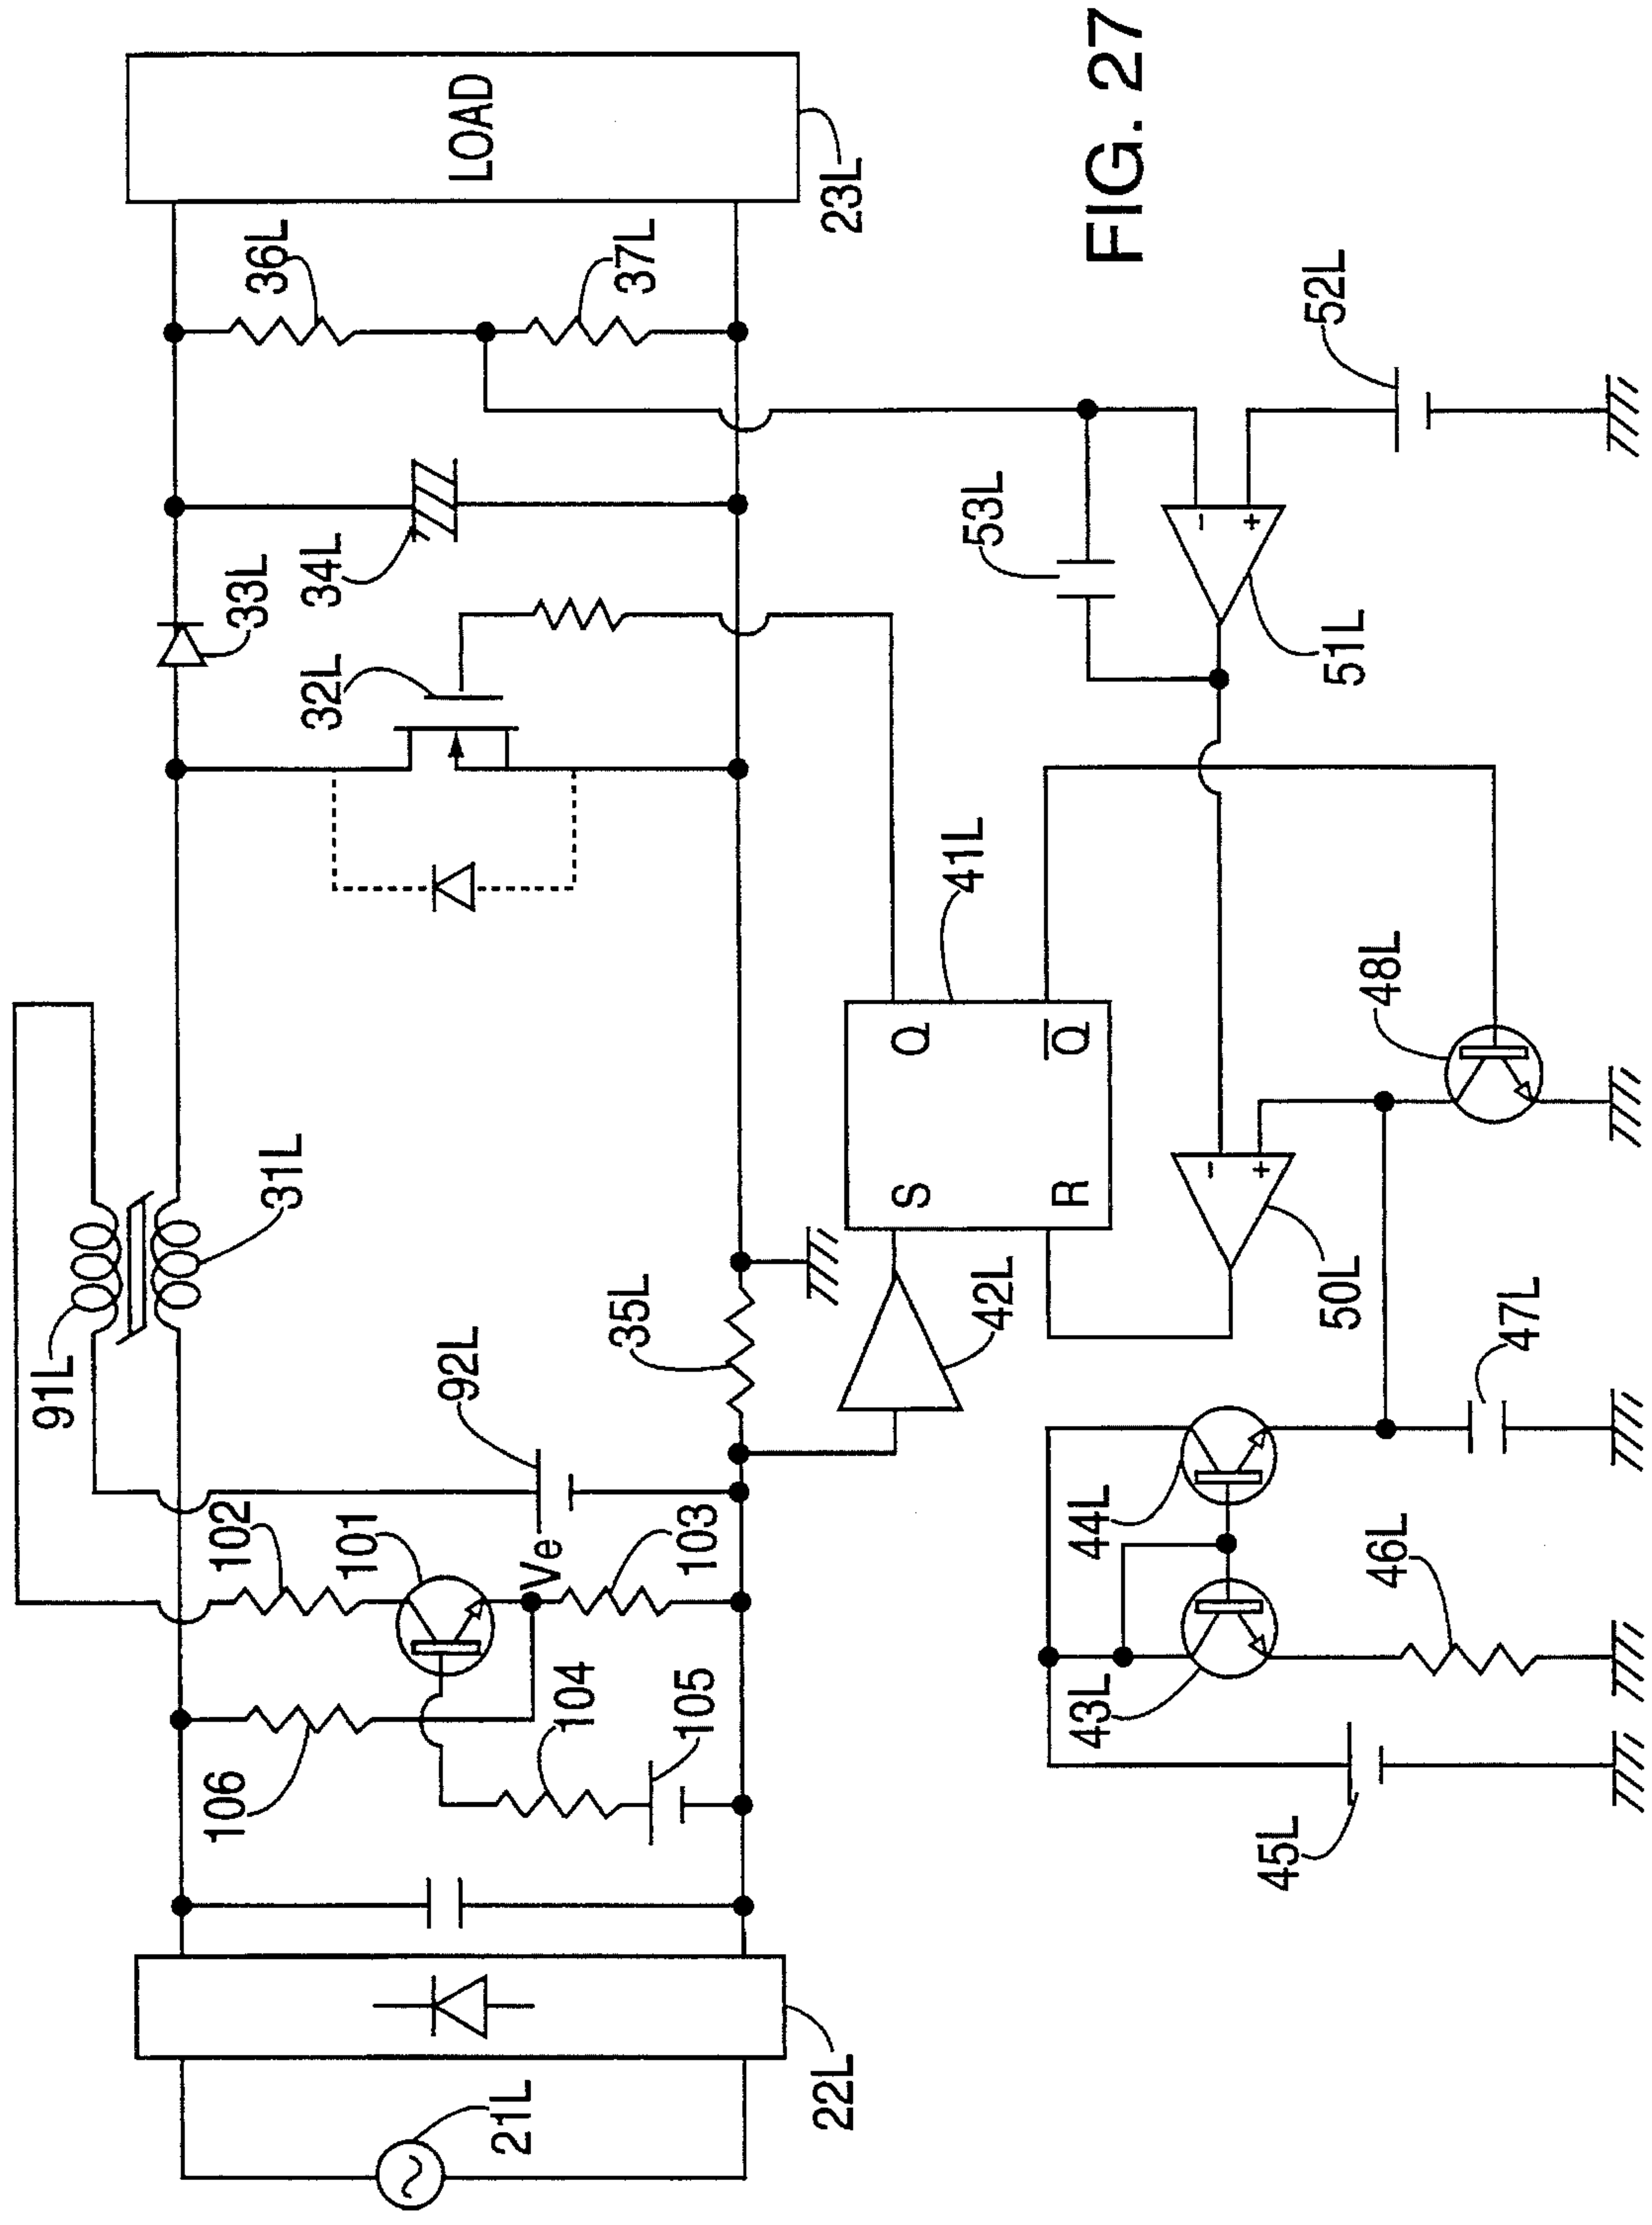 91L
31L
102
101
92L
106
Ve
103
104
105
35L
21L
22L
32L
33L
34L
36L
37L
LOAD
23L
42L
S
Q
R
Q̅
41L
53L
-
+
51L
52L
-
+
50L
48L
44L
43L
46L
47L
45L
FIG. 27